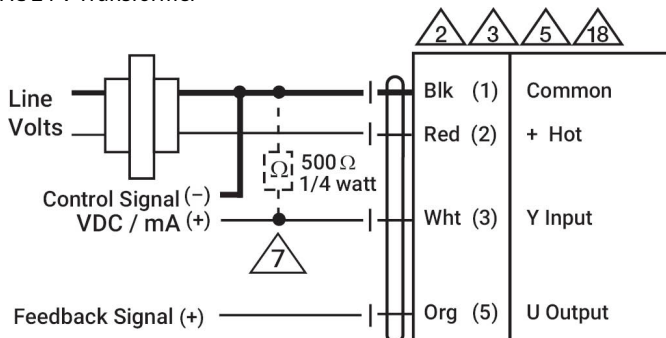 2 3 5 18
Line
Volts
Blk (1) Common
Red (2) + Hot
Ω 500 Ω
1/4 watt
Control Signal (−)
VDC / mA (+)
Wht (3) Y Input
7
Feedback Signal (+)
Org (5) U Output